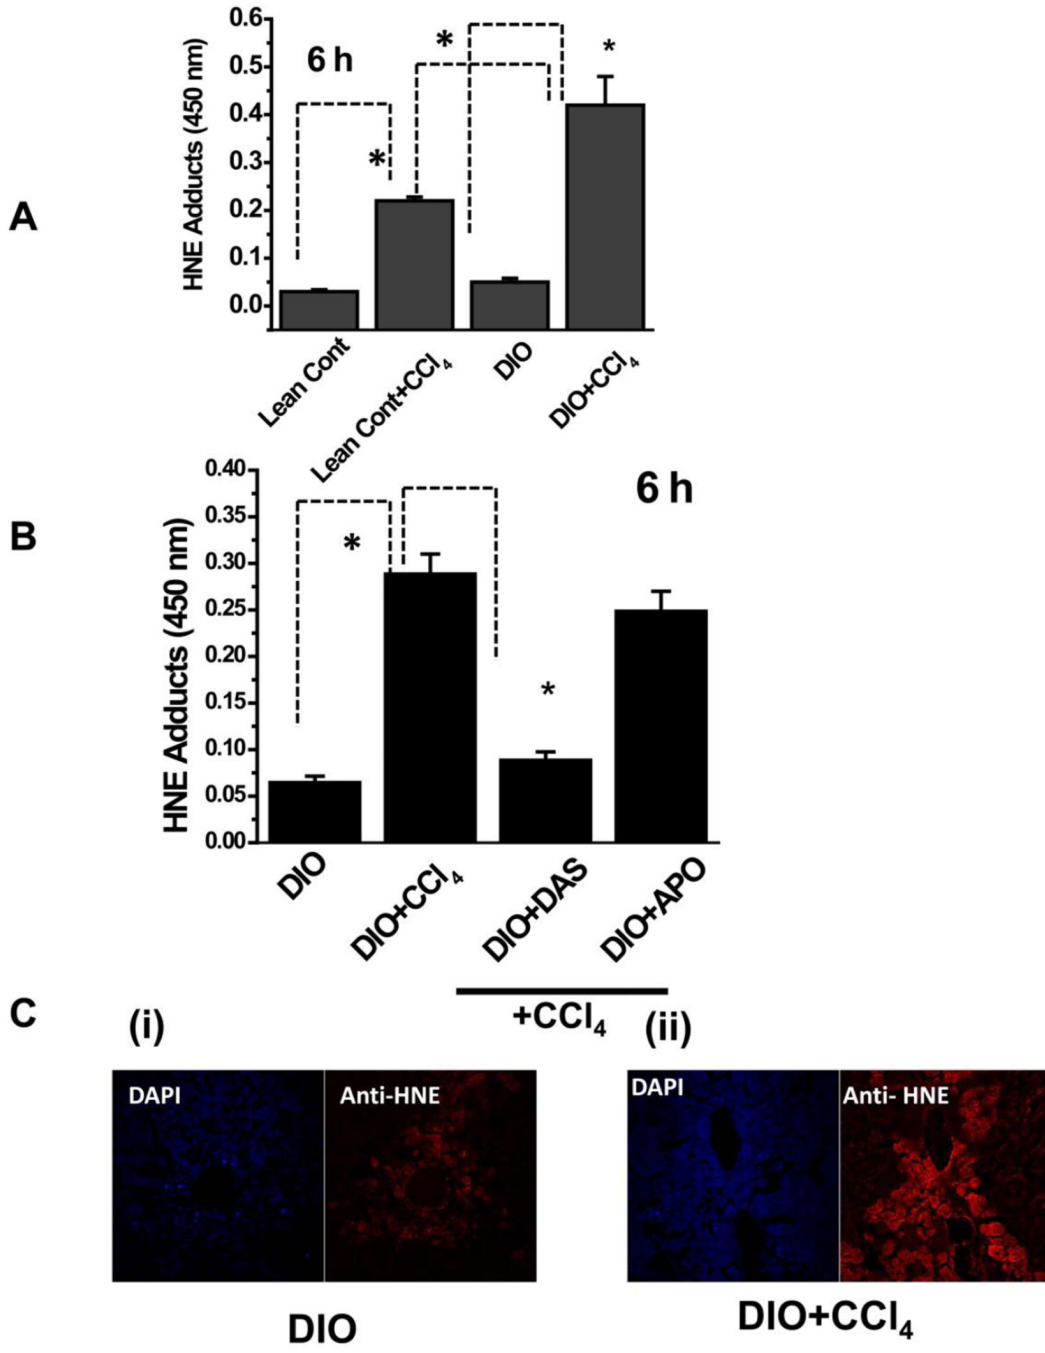 A
HNE Adducts (450 nm)
0.6
0.5
0.4
0.3
0.2
0.1
0.0
6 h
*
*
*
Lean Cont
Lean Cont+CCl4
DIO
DIO+CCl4
B
HNE Adducts (450 nm)
0.40
0.35
0.30
0.25
0.20
0.15
0.10
0.05
0.00
6 h
*
*
DIO
DIO+CCl4
DIO+DAS
DIO+APO
+CCl4
C
(i)
(ii)
DAPI
Anti-HNE
DAPI
Anti- HNE
DIO
DIO+CCl4